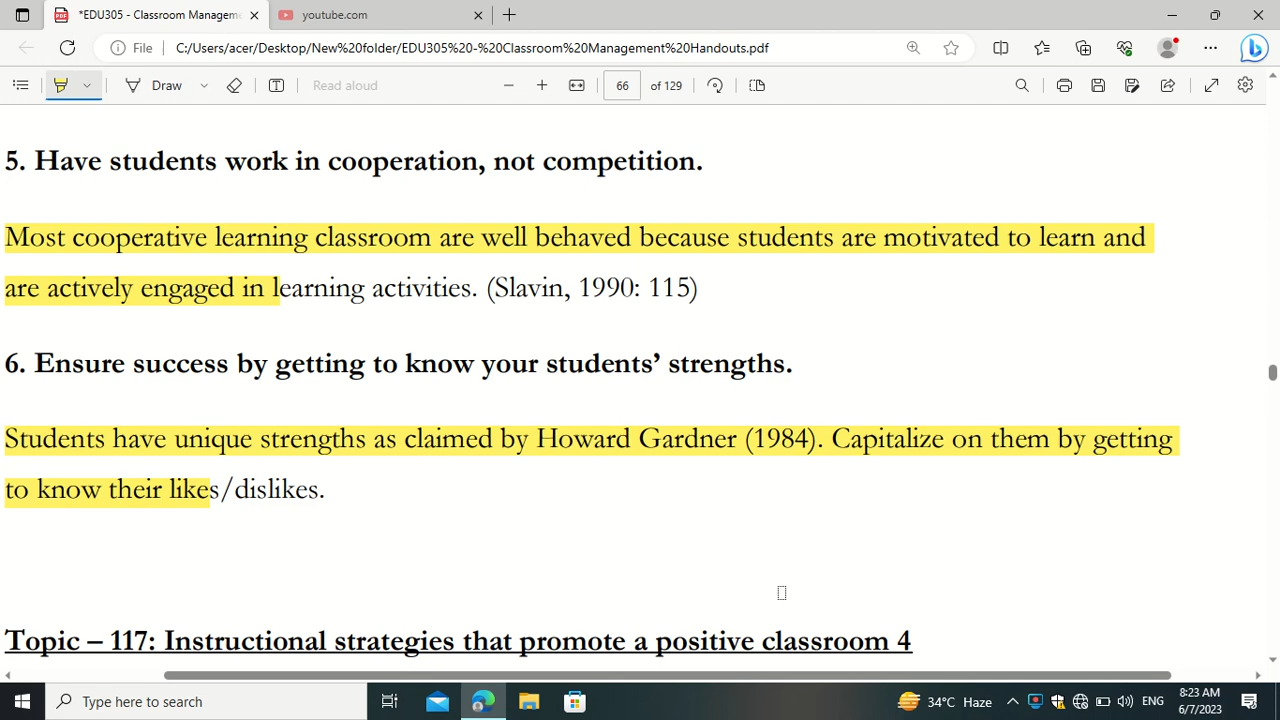 *EDU305 - Classroom Managem
youtube.com
File
C:/Users/acer/Desktop/New%20folder/EDU305%20-%20Classroom%20Management%20Handouts.pdf
Draw
Read aloud
66
of 129
5. Have students work in cooperation, not competition.
Most cooperative learning classroom are well behaved because students are motivated to learn and
are actively engaged in learning activities. (Slavin, 1990: 115)
6. Ensure success by getting to know your students’ strengths.
Students have unique strengths as claimed by Howard Gardner (1984). Capitalize on them by getting
to know their likes/dislikes.
Topic – 117: Instructional strategies that promote a positive classroom 4
Type here to search
34°C Haze
ENG
8:23 AM
6/7/2023